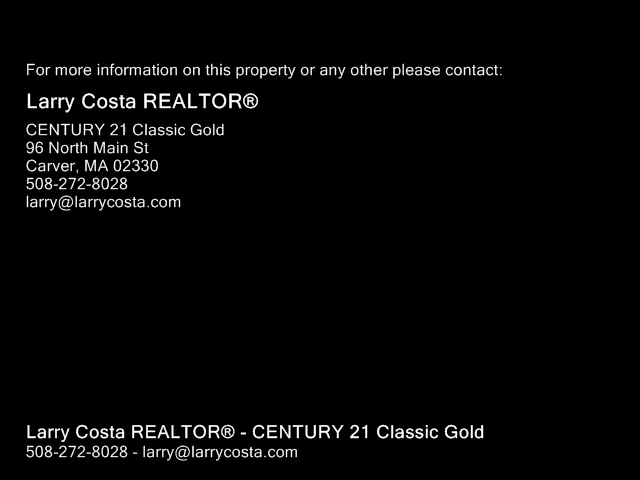 For more information on this property or any other please contact:
Larry Costa REALTOR®
CENTURY 21 Classic Gold
96 North Main St
Carver, MA 02330
508-272-8028
larry@larrycosta.com
Larry Costa REALTOR® - CENTURY 21 Classic Gold
508-272-8028 - larry@larrycosta.com